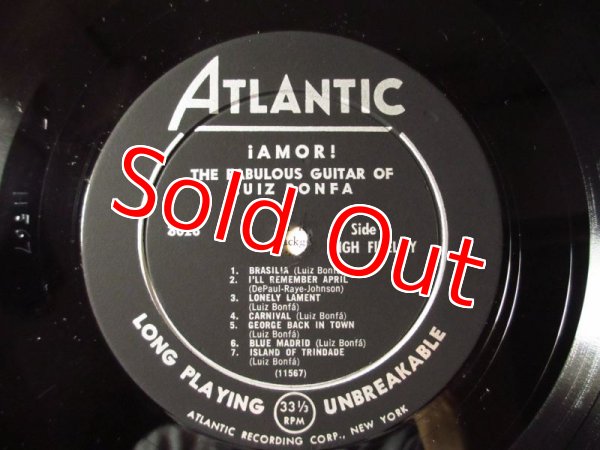 ATLANTIC
¡AMOR!
THE FABULOUS GUITAR OF
LUIZ BONFA
8028
Side
HIGH FIDELITY
Sold Out
1. BRASILIA (Luiz Bonfá)
2. I'LL REMEMBER APRIL
(DePaul-Raye-Johnson)
3. LONELY LAMENT
(Luiz Bonfá)
4. CARNIVAL (Luiz Bonfá)
5. GEORGE BACK IN TOWN
(Luiz Bonfá)
6. BLUE MADRID (Luiz Bonfá)
7. ISLAND OF TRINDADE
(Luiz Bonfá)
(11567)
LONG PLAYING 33⅓ RPM UNBREAKABLE
ATLANTIC RECORDING CORP., NEW YORK
11567